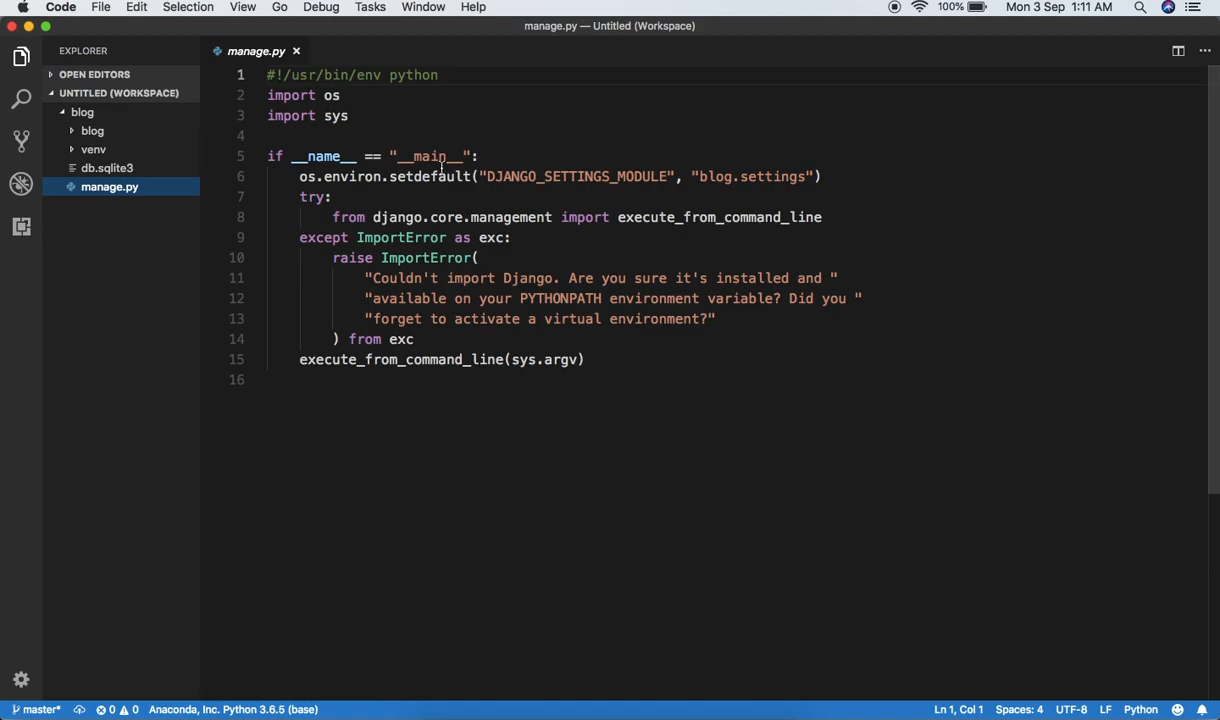 Code File Edit Selection View Go Debug Tasks Window Help 100% Mon 3 Sep 1:11 AM
manage.py — Untitled (Workspace)
EXPLORER
OPEN EDITORS
UNTITLED (WORKSPACE)
blog
blog
venv
db.sqlite3
manage.py
manage.py
1 #!/usr/bin/env python
2 import os
3 import sys
4
5 if __name__ == "__main__":
6 os.environ.setdefault("DJANGO_SETTINGS_MODULE", "blog.settings")
7 try:
8 from django.core.management import execute_from_command_line
9 except ImportError as exc:
10 raise ImportError(
11 "Couldn't import Django. Are you sure it's installed and "
12 "available on your PYTHONPATH environment variable? Did you "
13 "forget to activate a virtual environment?"
14 ) from exc
15 execute_from_command_line(sys.argv)
16
master* 0 0 Anaconda, Inc. Python 3.6.5 (base) Ln 1, Col 1 Spaces: 4 UTF-8 LF Python